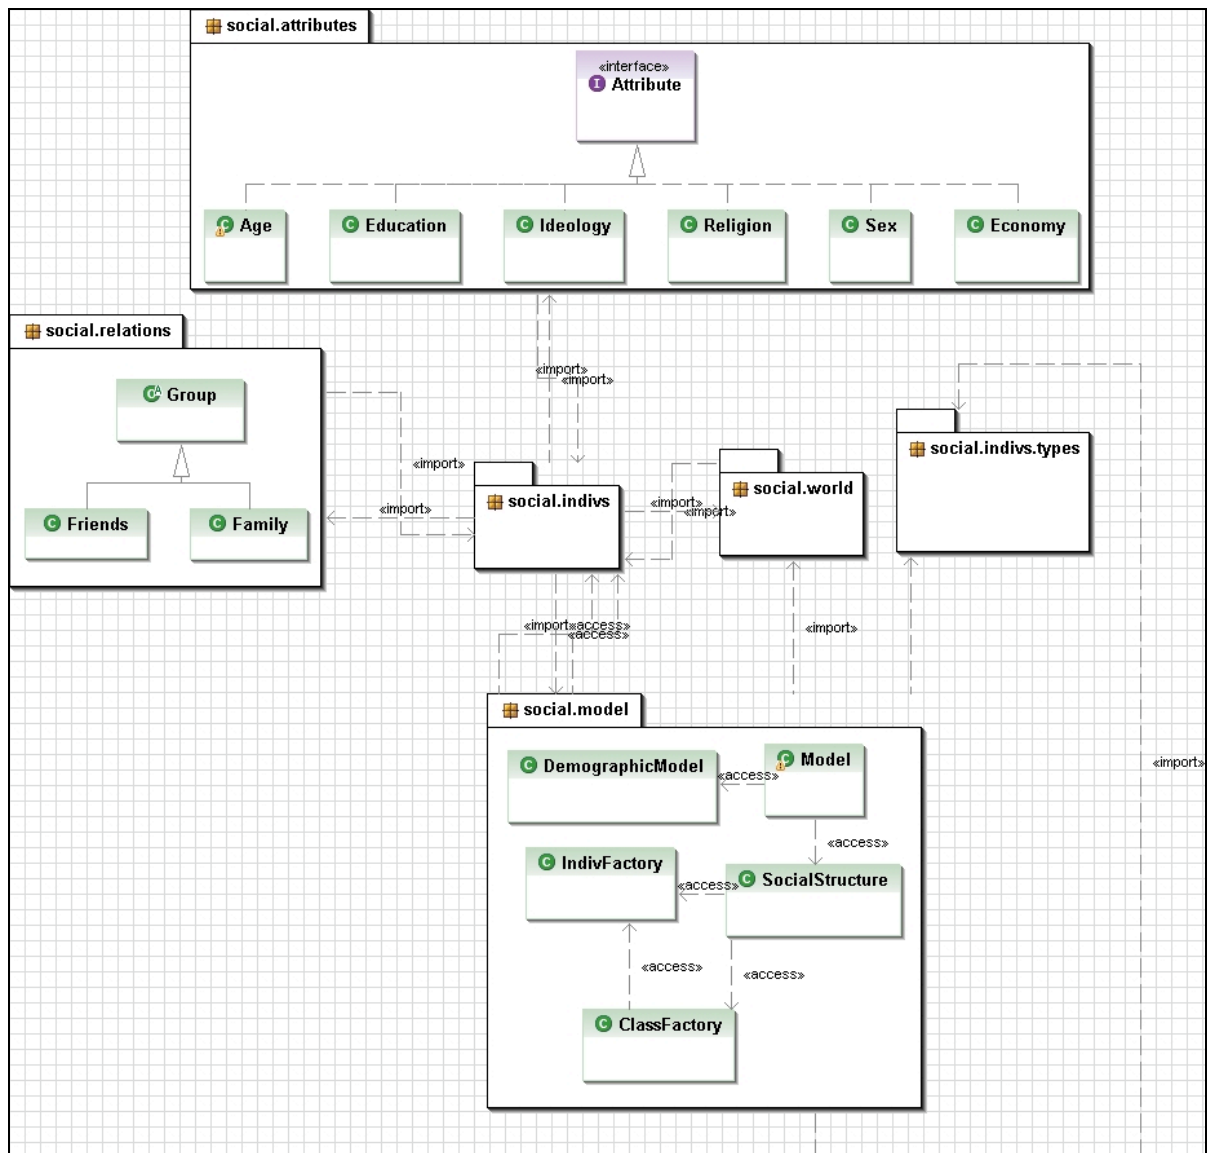 social.attributes
«interface»
Attribute
Age
Education
Ideology
Religion
Sex
Economy
social.relations
Group
Friends
Family
«import»
«import»
«import»
«import»
social.indivs
«import»
«import»
social.world
social.indivs.types
«import»
«access»
«access»
«import»
social.model
DemographicModel
«access»
Model
«import»
«access»
IndivFactory
«access»
SocialStructure
«access»
«access»
ClassFactory